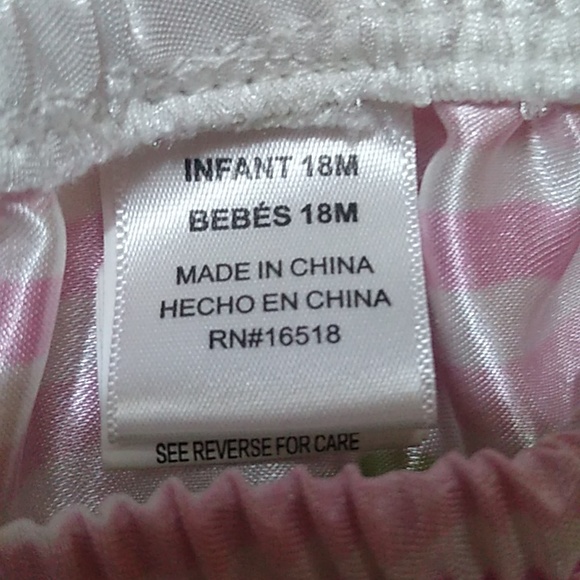 INFANT 18M
BEBÉS 18M
MADE IN CHINA
HECHO EN CHINA
RN#16518
SEE REVERSE FOR CARE